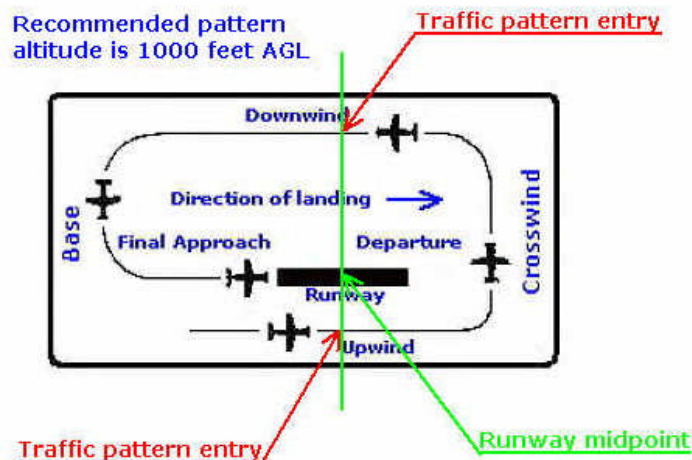 Recommended pattern
altitude is 1000 feet AGL
Traffic pattern entry
Downwind
Direction of landing
Base
Final Approach
Departure
Crosswind
Runway
Upwind
Traffic pattern entry
Runway midpoint